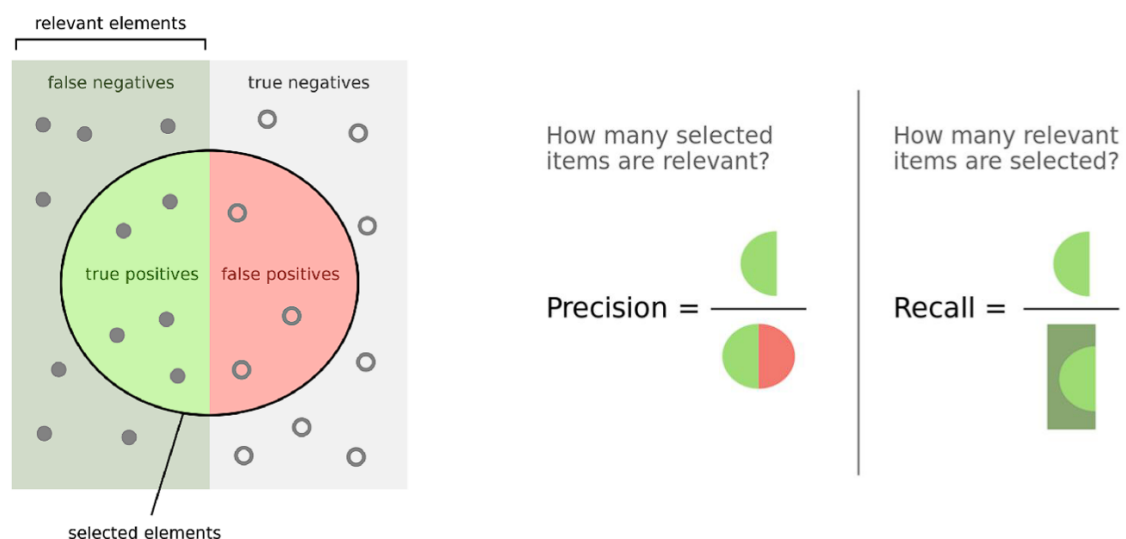 relevant elements
false negatives
true negatives
true positives
false positives
selected elements
How many selected
items are relevant?
Precision =
How many relevant
items are selected?
Recall =